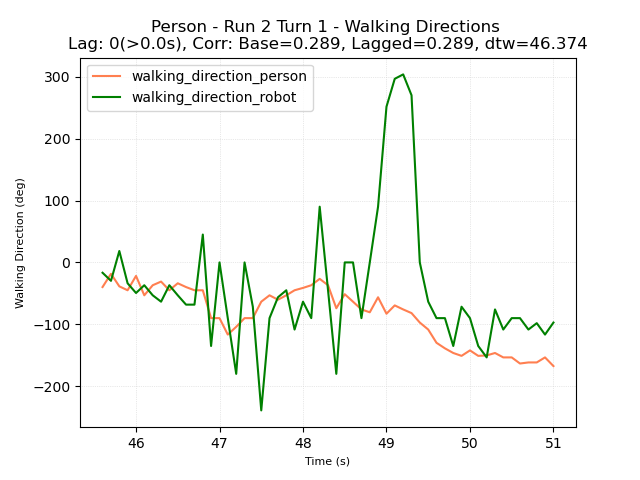 Person - Run 2 Turn 1 - Walking Directions
Lag: 0(>0.0s), Corr: Base=0.289, Lagged=0.289, dtw=46.374
walking_direction_person
walking_direction_robot
300
200
100
0
−100
−200
Walking Direction (deg)
46 47 48 49 50 51
Time (s)